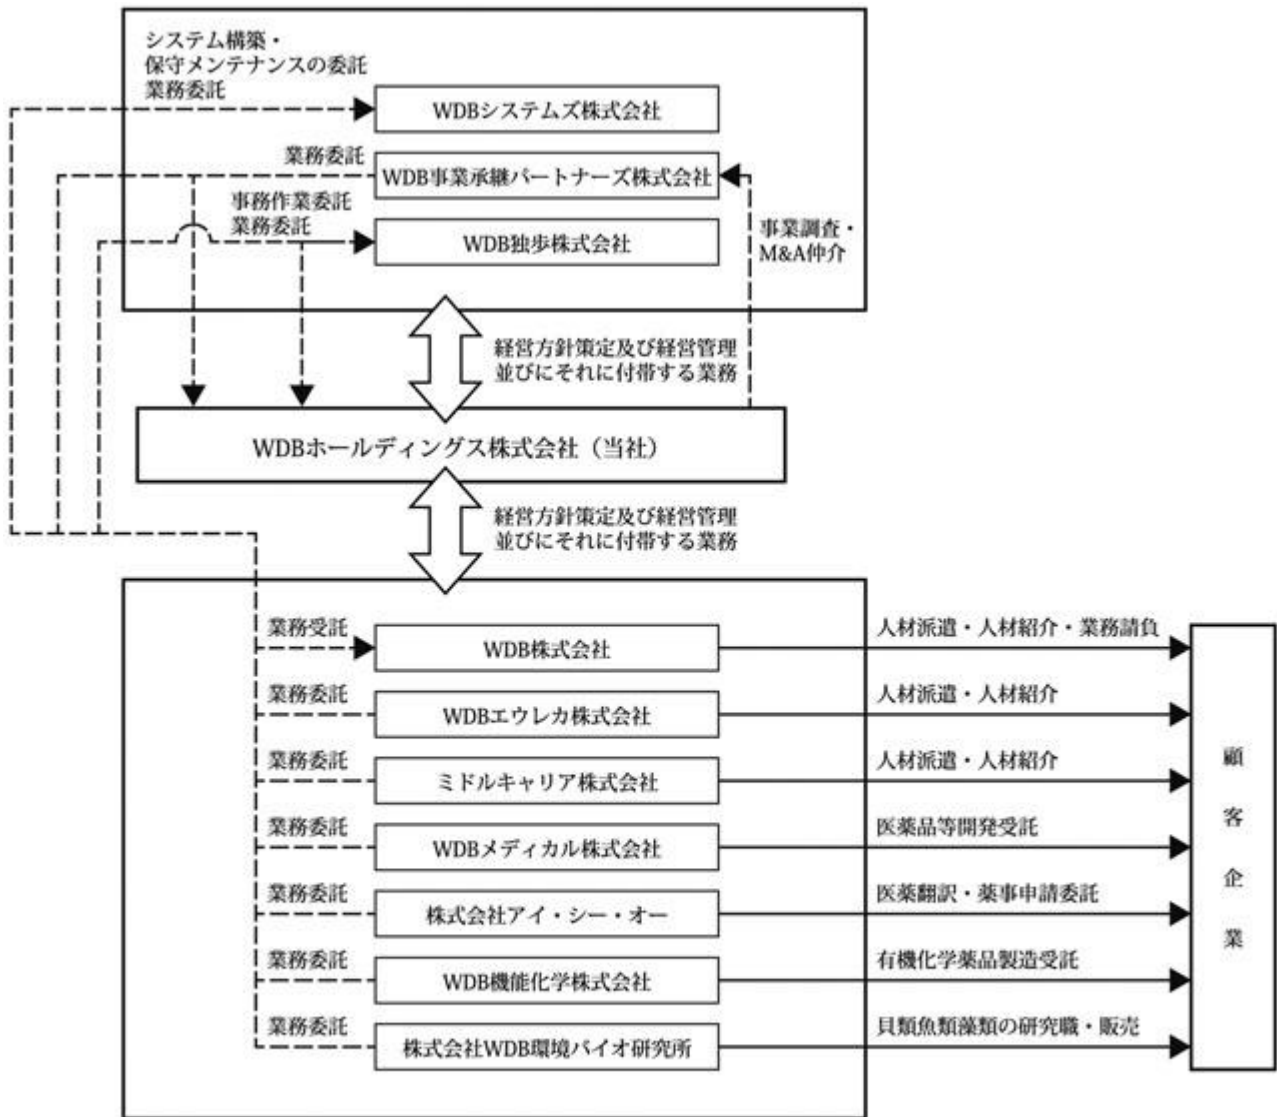 システム構築・
保守メンテナンスの委託
業務委託
WDBシステムズ株式会社
業務委託
WDB事業承継パートナーズ株式会社
事務作業委託
業務委託
WDB独歩株式会社
事業調査・
M&A仲介
経営方針策定及び経営管理
並びにそれに付帯する業務
WDBホールディングス株式会社（当社）
経営方針策定及び経営管理
並びにそれに付帯する業務
業務受託
WDB株式会社
人材派遣・人材紹介・業務請負
業務委託
WDBエウレカ株式会社
人材派遣・人材紹介
業務委託
ミドルキャリア株式会社
人材派遣・人材紹介
業務委託
WDBメディカル株式会社
医薬品等開発受託
業務委託
株式会社アイ・シー・オー
医薬翻訳・薬事申請委託
業務委託
WDB機能化学株式会社
有機化学薬品製造受託
業務委託
株式会社WDB環境バイオ研究所
貝類魚類藻類の研究職・販売
顧客企業